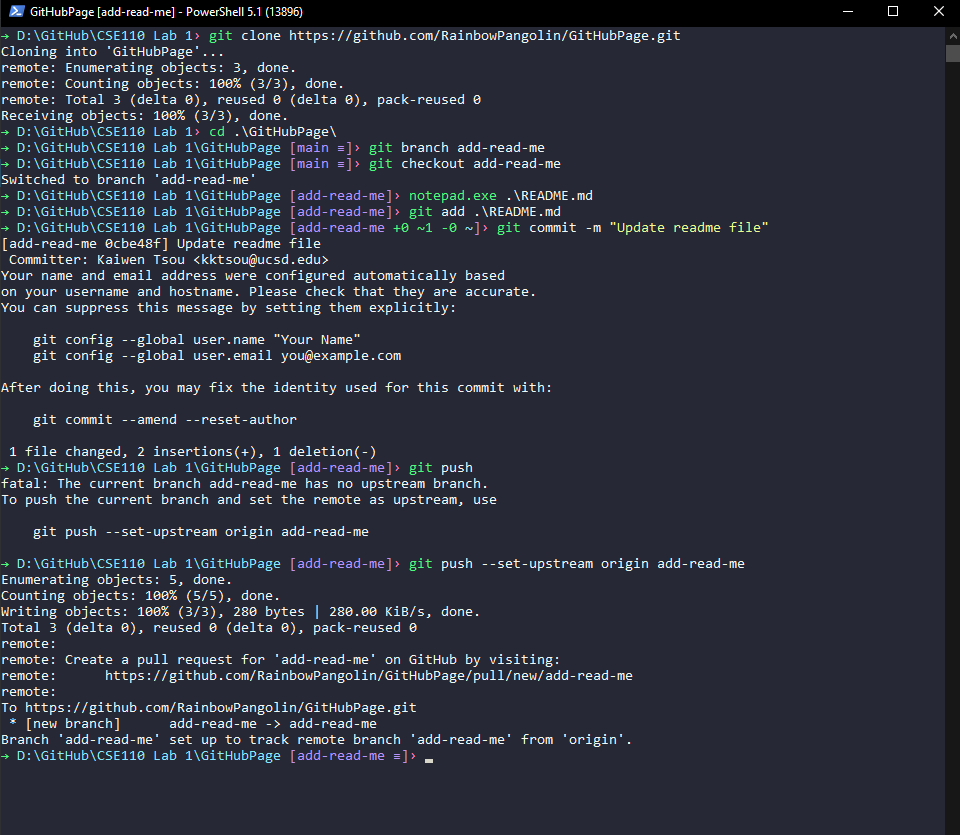 GitHubPage [add-read-me] - PowerShell 5.1 (13896)
→ D:\GitHub\CSE110 Lab 1› git clone https://github.com/RainbowPangolin/GitHubPage.git
Cloning into 'GitHubPage'...
remote: Enumerating objects: 3, done.
remote: Counting objects: 100% (3/3), done.
remote: Total 3 (delta 0), reused 0 (delta 0), pack-reused 0
Receiving objects: 100% (3/3), done.
→ D:\GitHub\CSE110 Lab 1› cd .\GitHubPage\
→ D:\GitHub\CSE110 Lab 1\GitHubPage [main ≡]› git branch add-read-me
→ D:\GitHub\CSE110 Lab 1\GitHubPage [main ≡]› git checkout add-read-me
Switched to branch 'add-read-me'
→ D:\GitHub\CSE110 Lab 1\GitHubPage [add-read-me]› notepad.exe .\README.md
→ D:\GitHub\CSE110 Lab 1\GitHubPage [add-read-me]› git add .\README.md
→ D:\GitHub\CSE110 Lab 1\GitHubPage [add-read-me +0 ~1 -0 ~]› git commit -m "Update readme file"
[add-read-me 0cbe48f] Update readme file
 Committer: Kaiwen Tsou <kktsou@ucsd.edu>
Your name and email address were configured automatically based
on your username and hostname. Please check that they are accurate.
You can suppress this message by setting them explicitly:

    git config --global user.name "Your Name"
    git config --global user.email you@example.com

After doing this, you may fix the identity used for this commit with:

    git commit --amend --reset-author

 1 file changed, 2 insertions(+), 1 deletion(-)
→ D:\GitHub\CSE110 Lab 1\GitHubPage [add-read-me]› git push
fatal: The current branch add-read-me has no upstream branch.
To push the current branch and set the remote as upstream, use

    git push --set-upstream origin add-read-me

→ D:\GitHub\CSE110 Lab 1\GitHubPage [add-read-me]› git push --set-upstream origin add-read-me
Enumerating objects: 5, done.
Counting objects: 100% (5/5), done.
Writing objects: 100% (3/3), 280 bytes | 280.00 KiB/s, done.
Total 3 (delta 0), reused 0 (delta 0), pack-reused 0
remote:
remote: Create a pull request for 'add-read-me' on GitHub by visiting:
remote:      https://github.com/RainbowPangolin/GitHubPage/pull/new/add-read-me
remote:
To https://github.com/RainbowPangolin/GitHubPage.git
 * [new branch]      add-read-me -> add-read-me
Branch 'add-read-me' set up to track remote branch 'add-read-me' from 'origin'.
→ D:\GitHub\CSE110 Lab 1\GitHubPage [add-read-me ≡]›